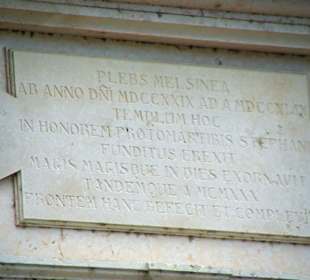 PLEBS MELSINEA
AB ANNO DÑI MDCCXXIX AD A MDCCXLIX
TEMPLUM HOC
IN HONOREM PROTOMARTIRIS STEPHANI
FUNDITUS EREXIT
MAGIS MAGISQUE IN DIES EXORNAVIT
TANDEMQUE A MCMXXX
FRONTEM HANC REFECIT ET COMPLEVIT